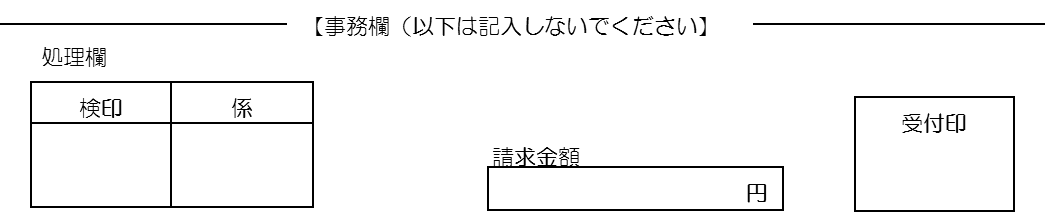 【事務欄（以下は記入しないでください】
処理欄
検印 係
受付印
請求金額
円